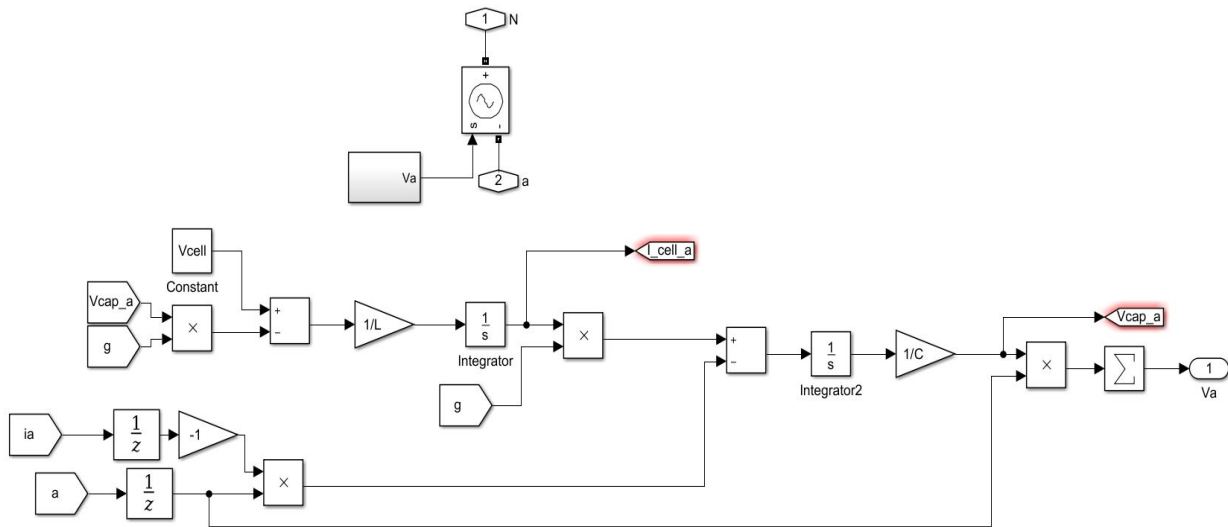 1
N
+
s
-
Va
2
a
Vcell
Constant
I_cell_a
Vcap_a
g
×
+
−
1/L
1
s
Integrator
×
g
+
−
1
s
Integrator2
1/C
Vcap_a
×
∑
1
Va
ia
1
z
-1
a
1
z
×